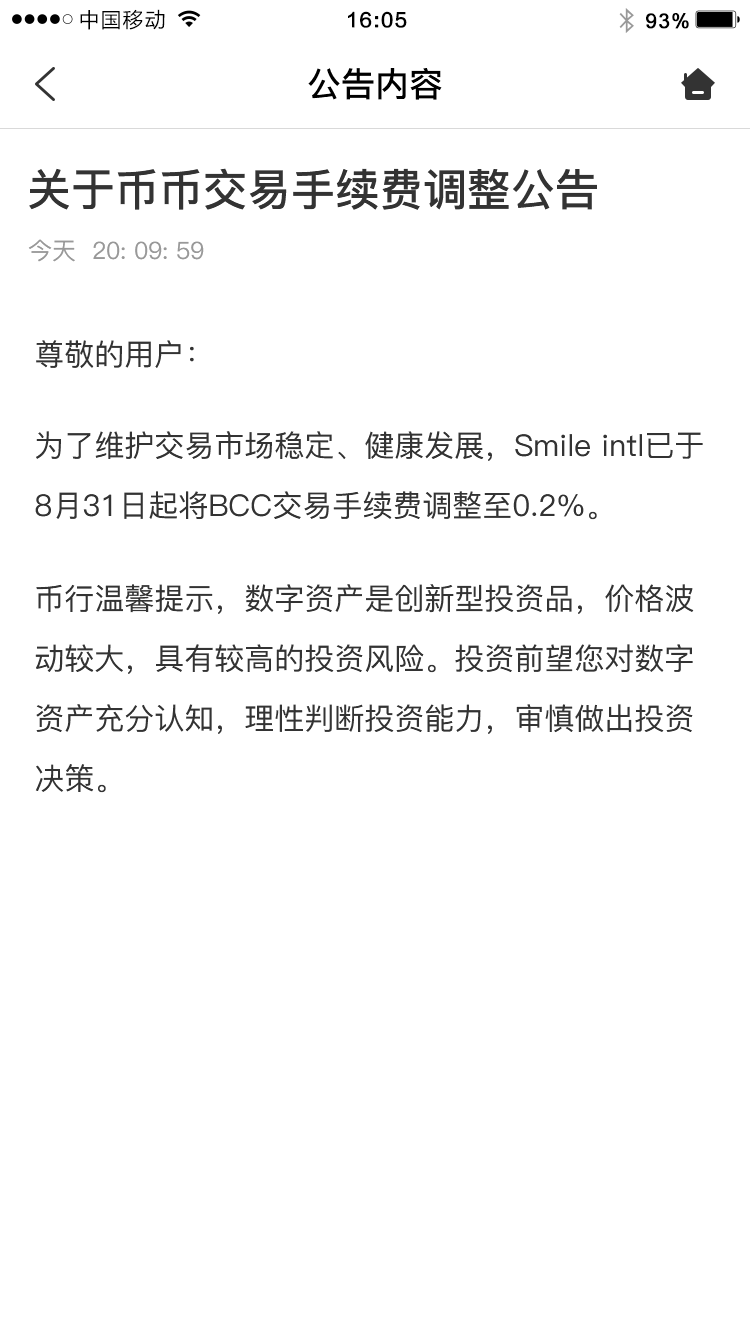 中国移动 16:05 93%
公告内容
关于币币交易手续费调整公告
今天 20: 09: 59
尊敬的用户：
为了维护交易市场稳定、健康发展，Smile intl已于
8月31日起将BCC交易手续费调整至0.2%。
币行温馨提示，数字资产是创新型投资品，价格波
动较大，具有较高的投资风险。投资前望您对数字
资产充分认知，理性判断投资能力，审慎做出投资
决策。